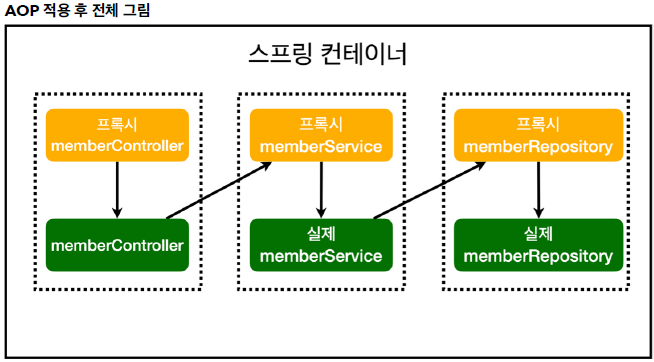 AOP 적용 후 전체 그림
스프링 컨테이너
프록시
memberController
프록시
memberService
프록시
memberRepository
memberController
실제
memberService
실제
memberRepository